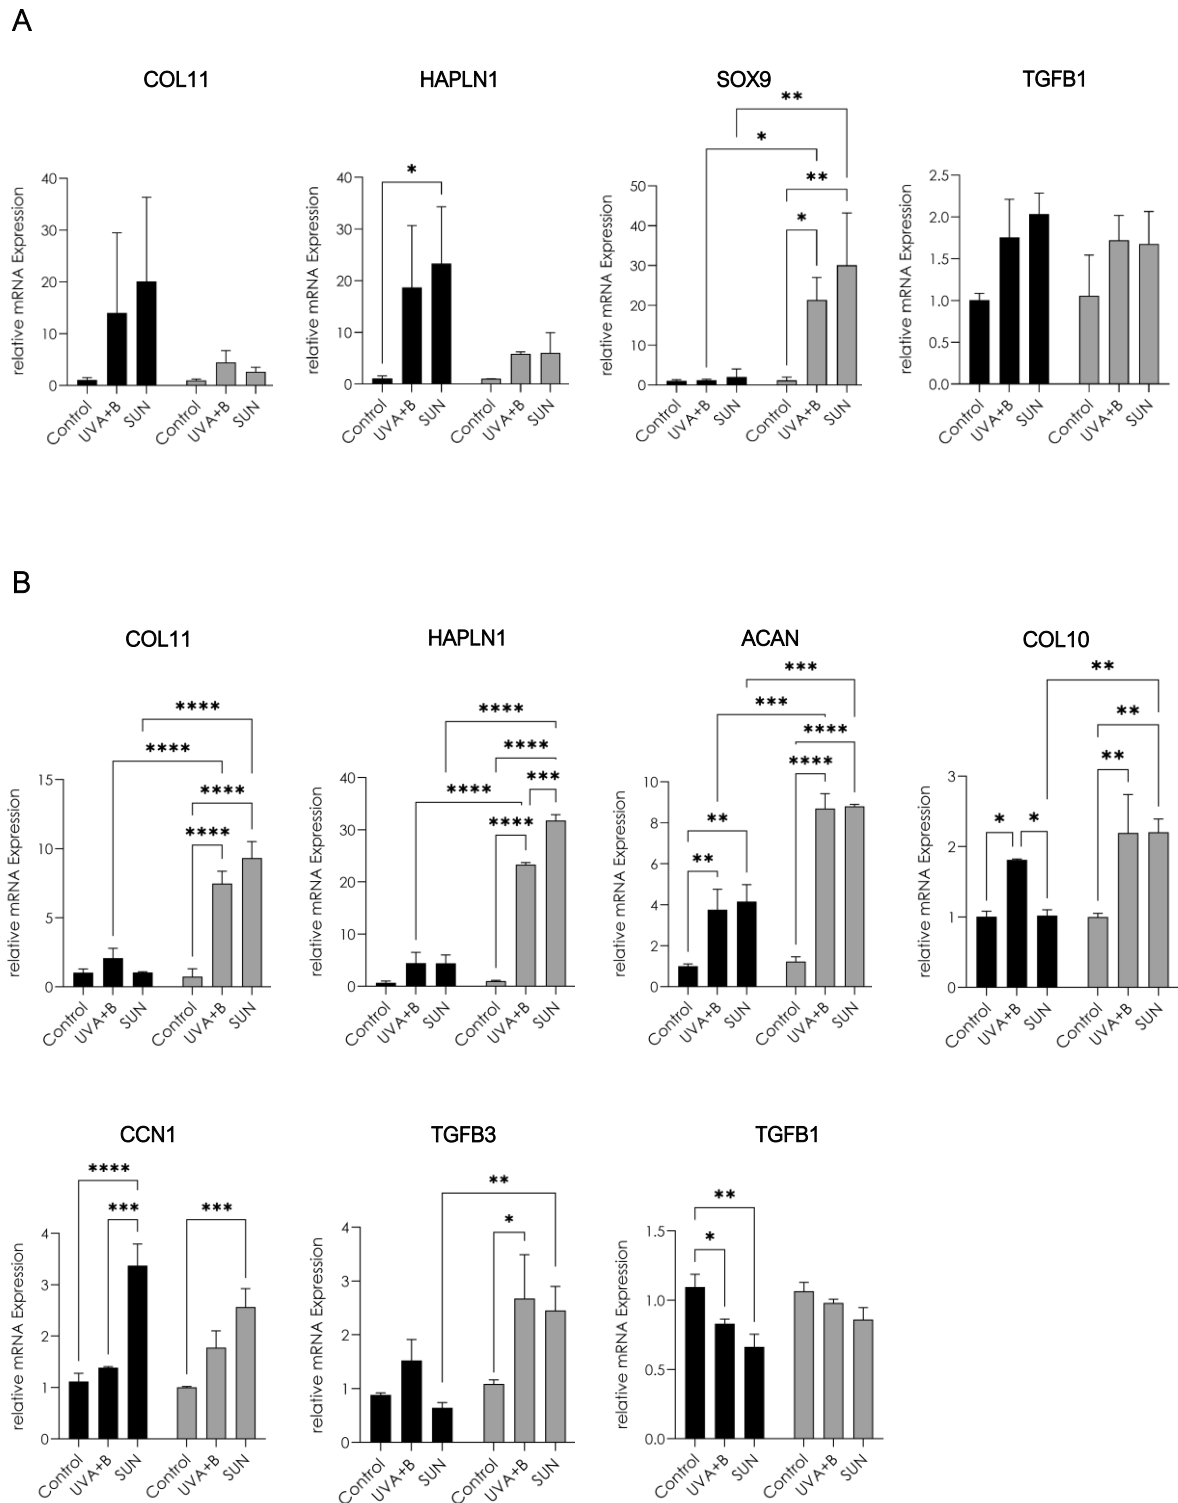 A
COL11 HAPLN1 SOX9 TGFB1
**
*
*
**
*
relative mRNA Expression
40
30
20
10
0
Control UVA+B SUN Control UVA+B SUN
relative mRNA Expression
40
30
20
10
0
Control UVA+B SUN Control UVA+B SUN
relative mRNA Expression
50
40
30
20
10
0
Control UVA+B SUN Control UVA+B SUN
relative mRNA Expression
2.5
2.0
1.5
1.0
0.5
0.0
Control UVA+B SUN Control UVA+B SUN
B
COL11
****
****
****
****
relative mRNA Expression
15
10
5
0
Control UVA+B SUN Control UVA+B SUN
HAPLN1
****
****
***
****
****
relative mRNA Expression
40
30
20
10
0
Control UVA+B SUN Control UVA+B SUN
ACAN
***
***
****
****
**
**
relative mRNA Expression
10
8
6
4
2
0
Control UVA+B SUN Control UVA+B SUN
COL10
**
**
**
* *
relative mRNA Expression
3
2
1
0
Control UVA+B SUN Control UVA+B SUN
CCN1
****
*** ***
relative mRNA Expression
4
3
2
1
0
Control UVA+B SUN Control UVA+B SUN
TGFB3
**
*
relative mRNA Expression
4
3
2
1
0
Control UVA+B SUN Control UVA+B SUN
TGFB1
**
*
relative mRNA Expression
1.5
1.0
0.5
0.0
Control UVA+B SUN Control UVA+B SUN